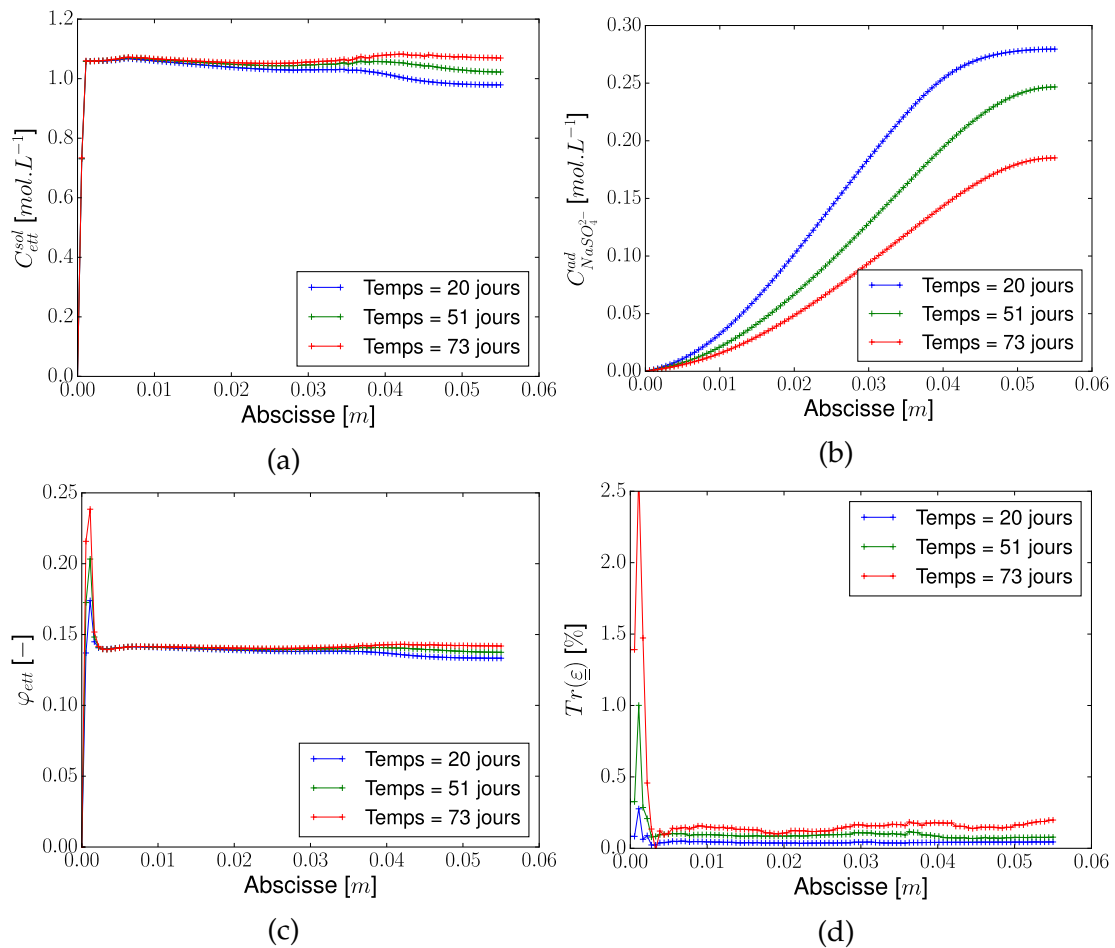 1.2
1.0
0.8
0.6
0.4
0.2
0.0
C_{ett}^{sol} [mol.L^{-1}]
Temps = 20 jours
Temps = 51 jours
Temps = 73 jours
0.00 0.01 0.02 0.03 0.04 0.05 0.06
Abscisse [m]
(a)
0.30
0.25
0.20
0.15
0.10
0.05
0.00
C_{NaSO_4^{2-}}^{ad} [mol.L^{-1}]
Temps = 20 jours
Temps = 51 jours
Temps = 73 jours
0.00 0.01 0.02 0.03 0.04 0.05 0.06
Abscisse [m]
(b)
0.25
0.20
0.15
0.10
0.05
0.00
φ_{ett} [−]
Temps = 20 jours
Temps = 51 jours
Temps = 73 jours
0.00 0.01 0.02 0.03 0.04 0.05 0.06
Abscisse [m]
(c)
2.5
2.0
1.5
1.0
0.5
0.0
Tr(ε) [%]
Temps = 20 jours
Temps = 51 jours
Temps = 73 jours
0.00 0.01 0.02 0.03 0.04 0.05 0.06
Abscisse [m]
(d)